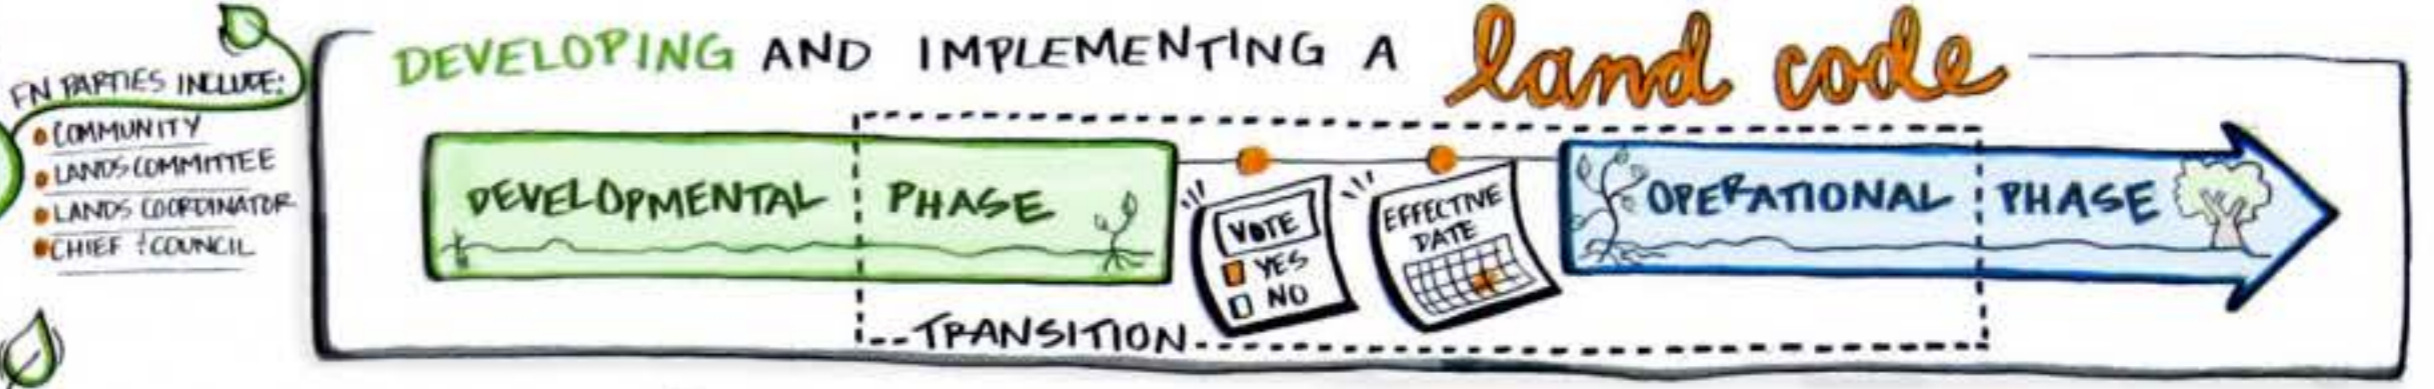 FN PARTIES INCLUDE:
COMMUNITY
LANDS COMMITTEE
LANDS COORDINATOR
CHIEF & COUNCIL
DEVELOPING AND IMPLEMENTING A land code
DEVELOPMENTAL PHASE
VOTE
YES
NO
EFFECTIVE
DATE
OPERATIONAL PHASE
TRANSITION